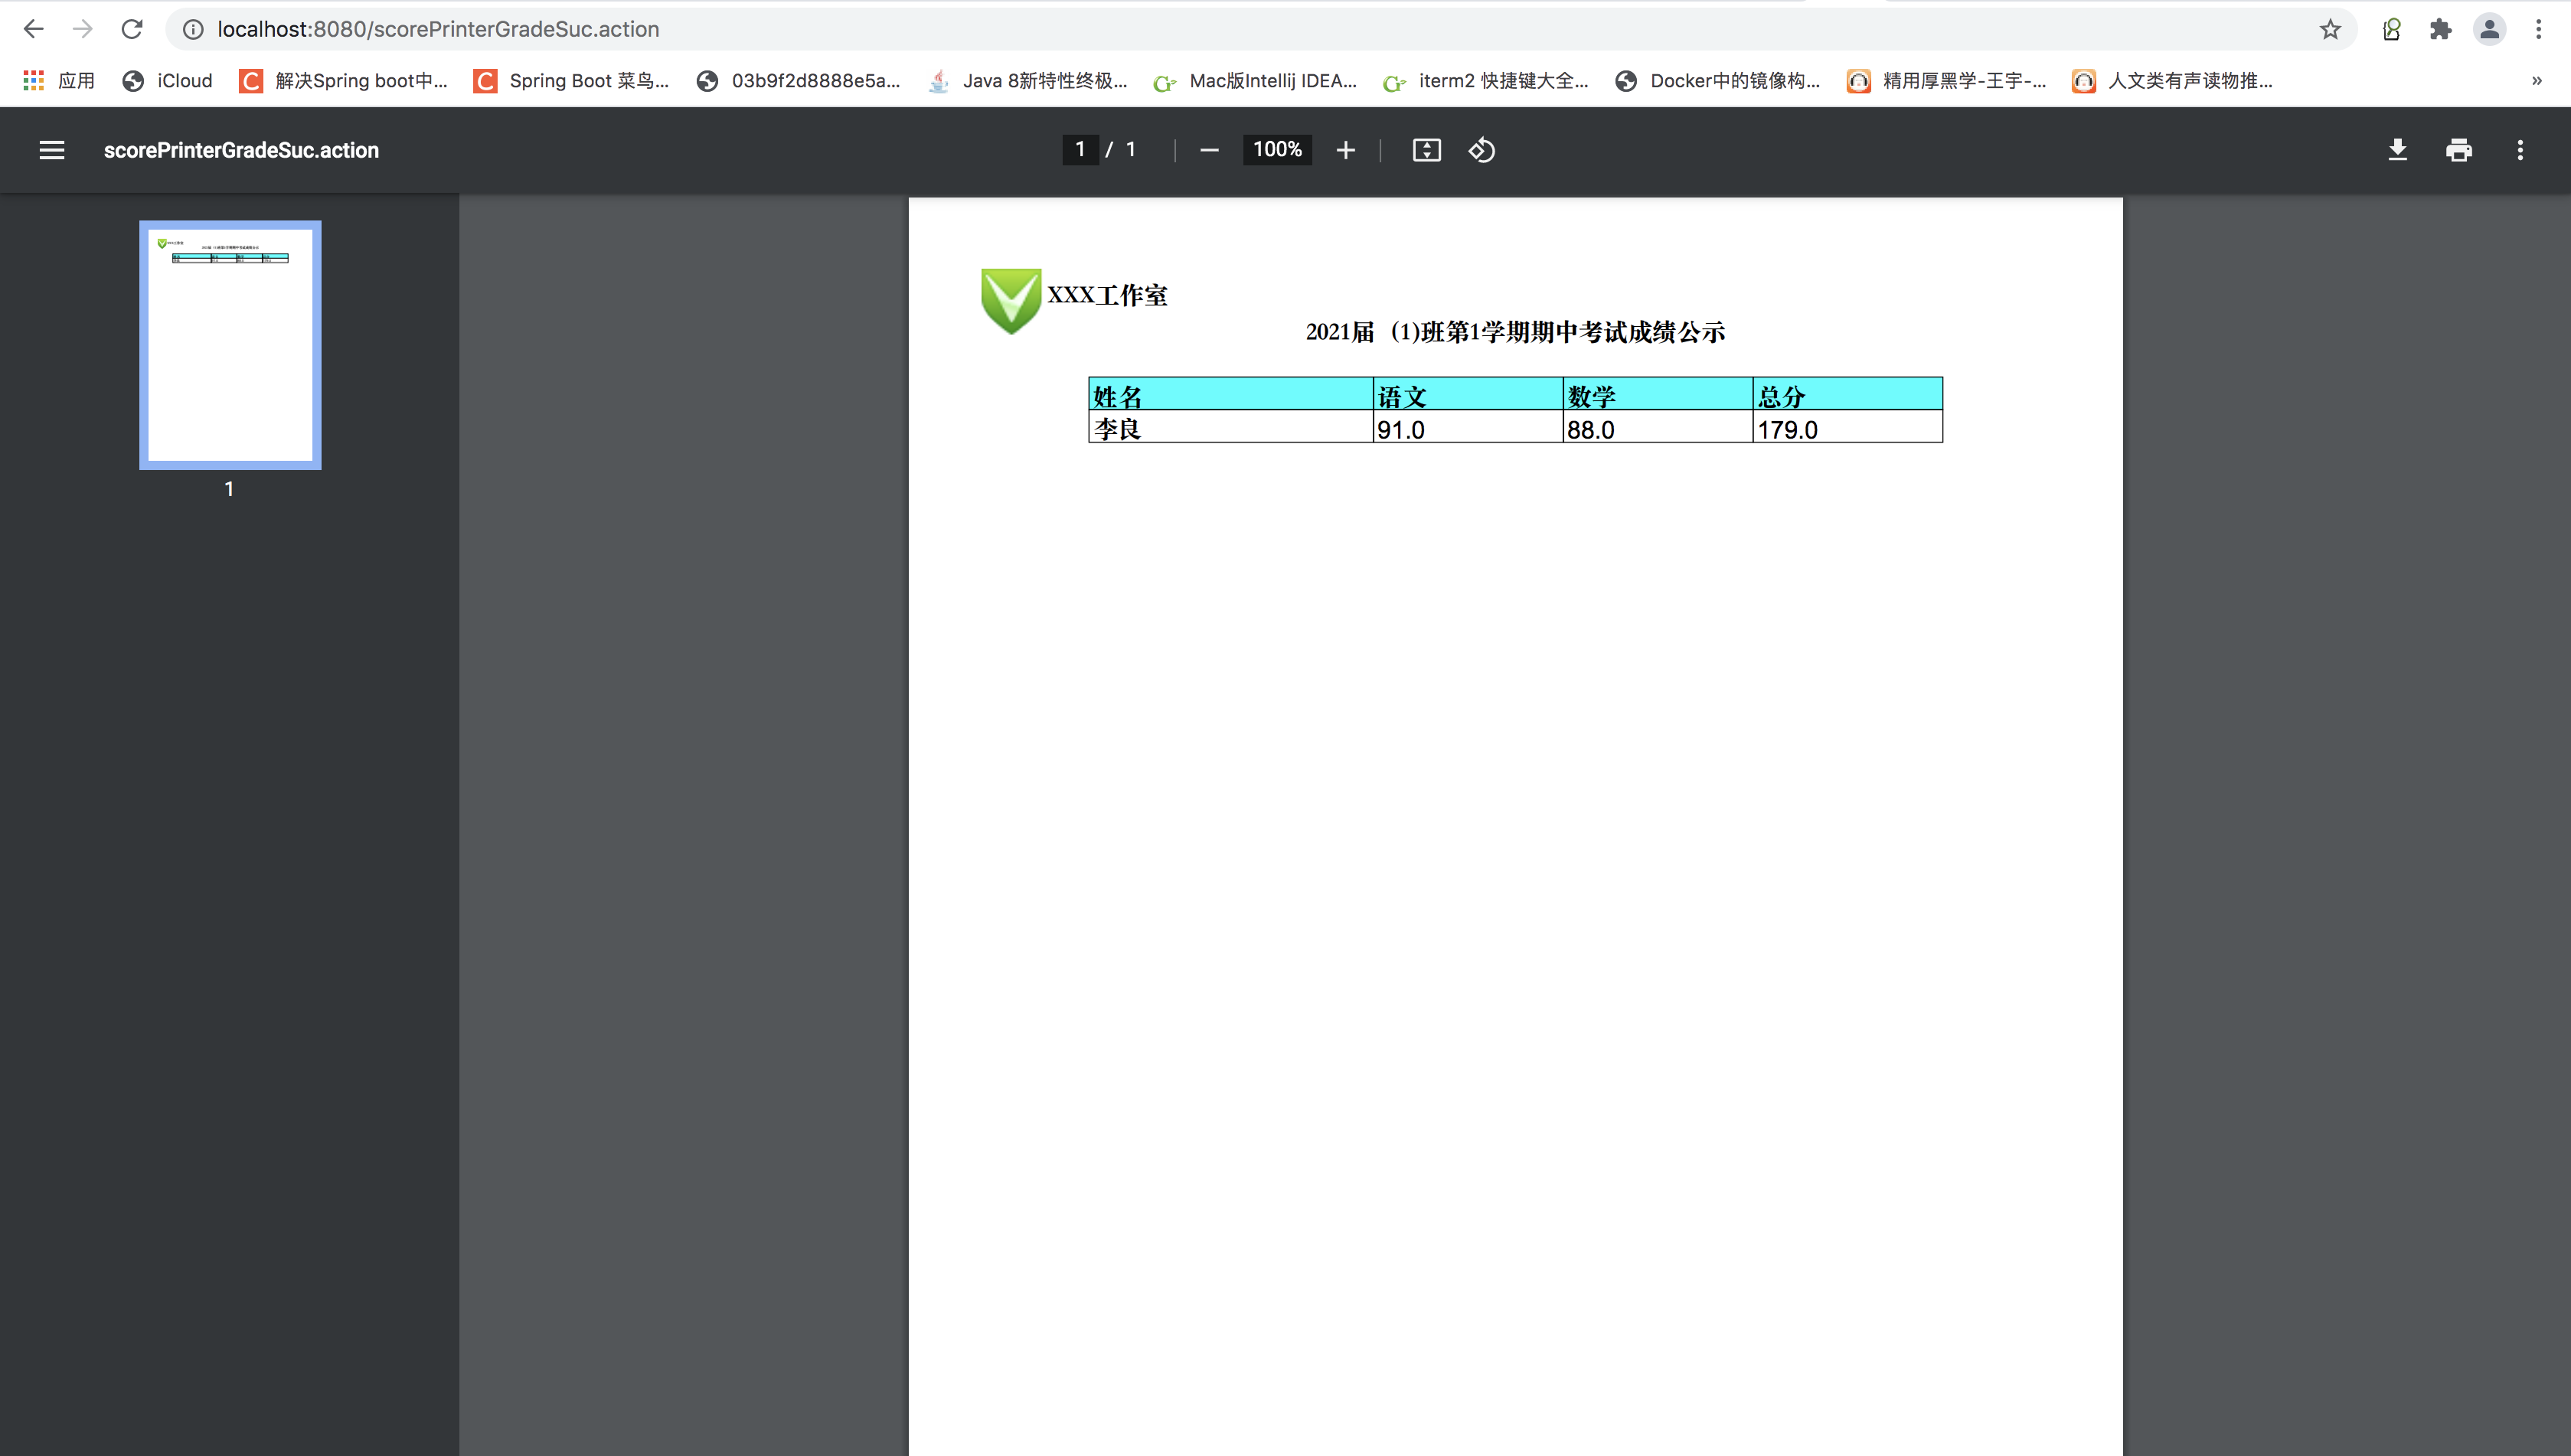 localhost:8080/scorePrinterGradeSuc.action
应用 iCloud 解决Spring boot中... Spring Boot 菜鸟... 03b9f2d8888e5a... Java 8新特性终极... Mac版Intellij IDEA... iterm2 快捷键大全... Docker中的镜像构... 精用厚黑学-王宇-... 人文类有声读物推... »
scorePrinterGradeSuc.action 1 / 1 100%
1
XXX工作室
2021届 (1)班第1学期期中考试成绩公示
姓名 语文 数学 总分
李良 91.0 88.0 179.0